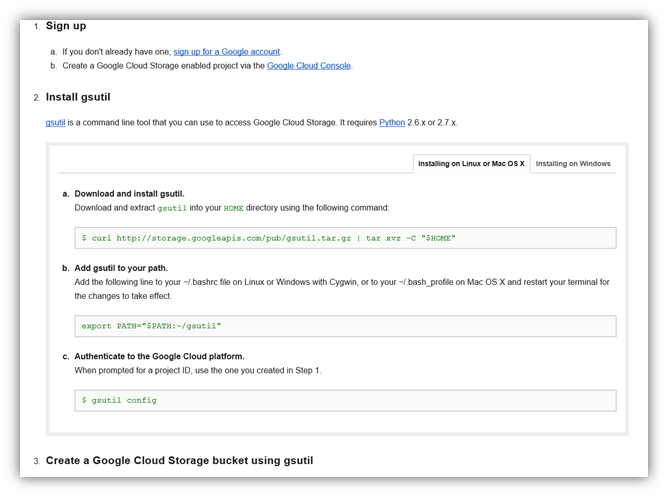 1. Sign up
a. If you don't already have one, sign up for a Google account.
b. Create a Google Cloud Storage enabled project via the Google Cloud Console.
2. Install gsutil
gsutil is a command line tool that you can use to access Google Cloud Storage. It requires Python 2.6.x or 2.7.x.
Installing on Linux or Mac OS X Installing on Windows
a. Download and install gsutil.
Download and extract gsutil into your HOME directory using the following command:
$ curl http://storage.googleapis.com/pub/gsutil.tar.gz | tar xvz -C "$HOME"
b. Add gsutil to your path.
Add the following line to your ~/.bashrc file on Linux or Windows with Cygwin, or to your ~/.bash_profile on Mac OS X and restart your terminal for
the changes to take effect.
export PATH="$PATH:~/gsutil"
c. Authenticate to the Google Cloud platform.
When prompted for a project ID, use the one you created in Step 1.
$ gsutil config
3. Create a Google Cloud Storage bucket using gsutil